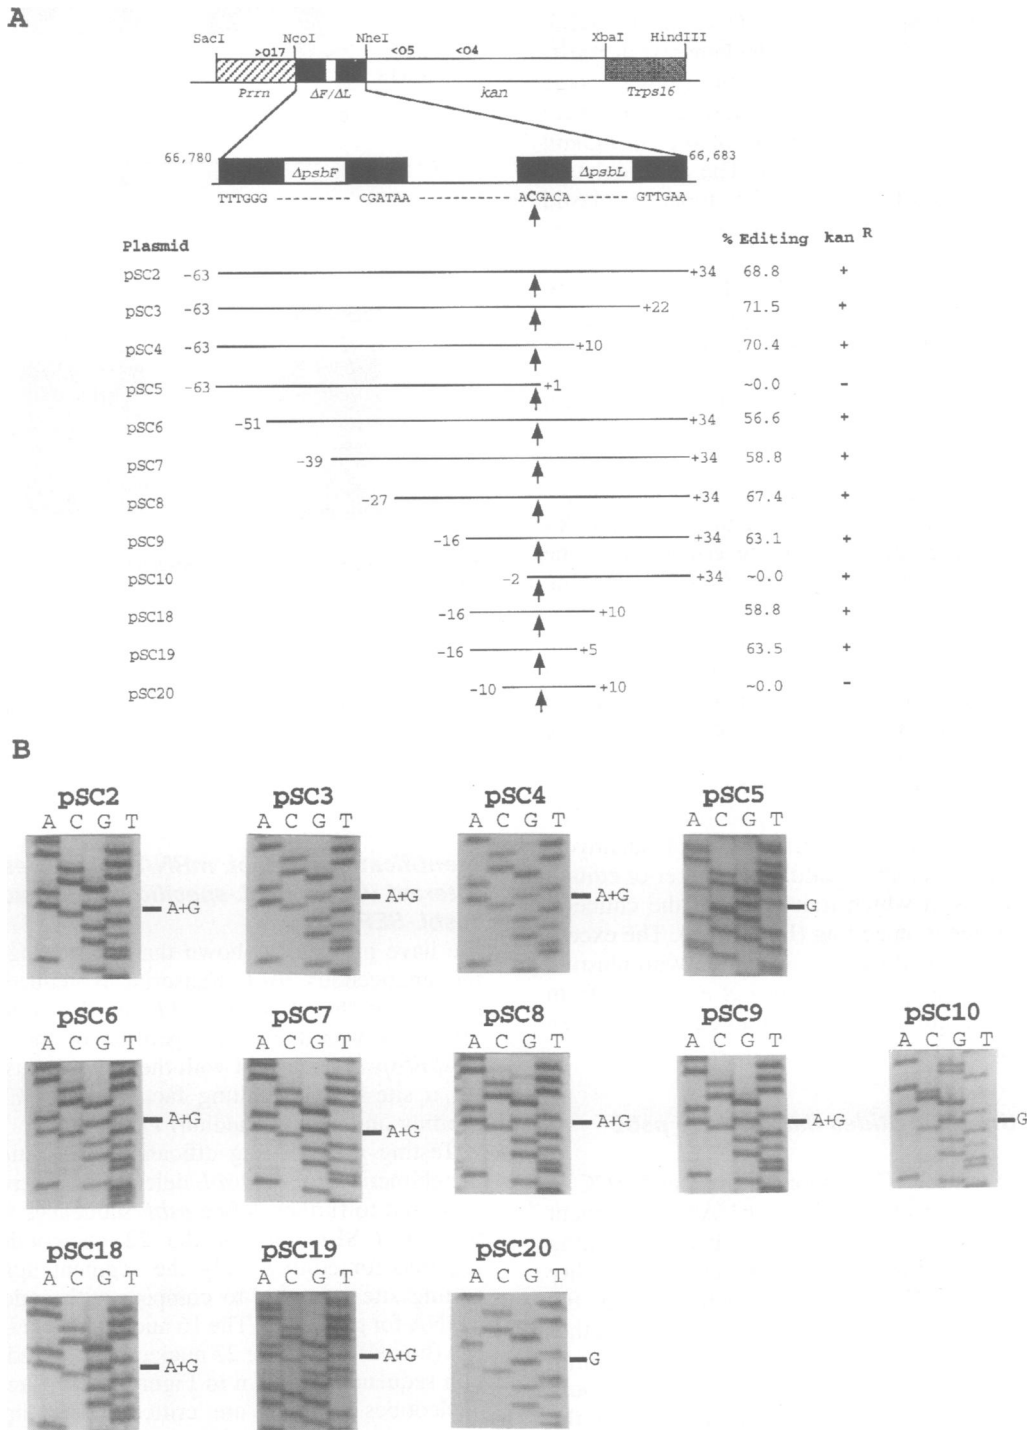 A
SacI NcoI NheI XbaI HindIII
>O17 <O5 <O4
Prrn ΔF/ΔL kan Trps16
66,780 ΔpsbF ΔpsbL 66,683
TTTGGG --------- CGATAA ---------- ACGACA ------ GTTGAA
Plasmid % Editing kan R
pSC2 -63 +34 68.8 +
pSC3 -63 +22 71.5 +
pSC4 -63 +10 70.4 +
pSC5 -63 +1 ~0.0 -
pSC6 -51 +34 56.6 +
pSC7 -39 +34 58.8 +
pSC8 -27 +34 67.4 +
pSC9 -16 +34 63.1 +
pSC10 -2 +34 ~0.0 +
pSC18 -16 +10 58.8 +
pSC19 -16 +5 63.5 +
pSC20 -10 +10 ~0.0 -
B
pSC2 pSC3 pSC4 pSC5
A C G T A C G T A C G T A C G T
A+G A+G A+G G
pSC6 pSC7 pSC8 pSC9 pSC10
A C G T A C G T A C G T A C G T A C G T
A+G A+G A+G A+G G
pSC18 pSC19 pSC20
A C G T A C G T A C G T
A+G A+G G